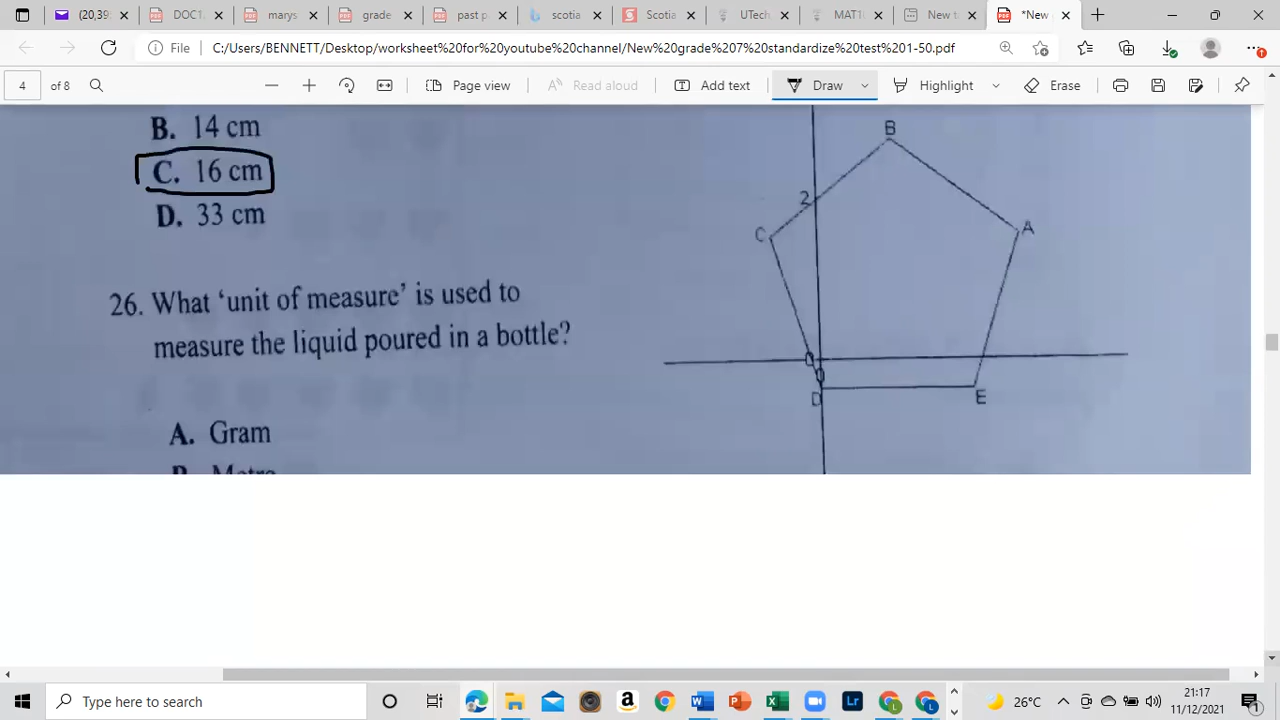 (20,39.
DOC1
marys
grade
past p
scotia
Scotia
UTech
MAT1
New t
*New
File
C:/Users/BENNETT/Desktop/worksheet%20for%20youtube%20channel/New%20grade%207%20standardize%20test%201-50.pdf
4
of 8
Page view
Read aloud
Add text
Draw
Highlight
Erase
B. 14 cm
C. 16 cm
D. 33 cm
26. What ‘unit of measure’ is used to
measure the liquid poured in a bottle?
A. Gram
B. Metre
B
2
C
A
0
0
D
E
Type here to search
26°C
21:17
11/12/2021
1